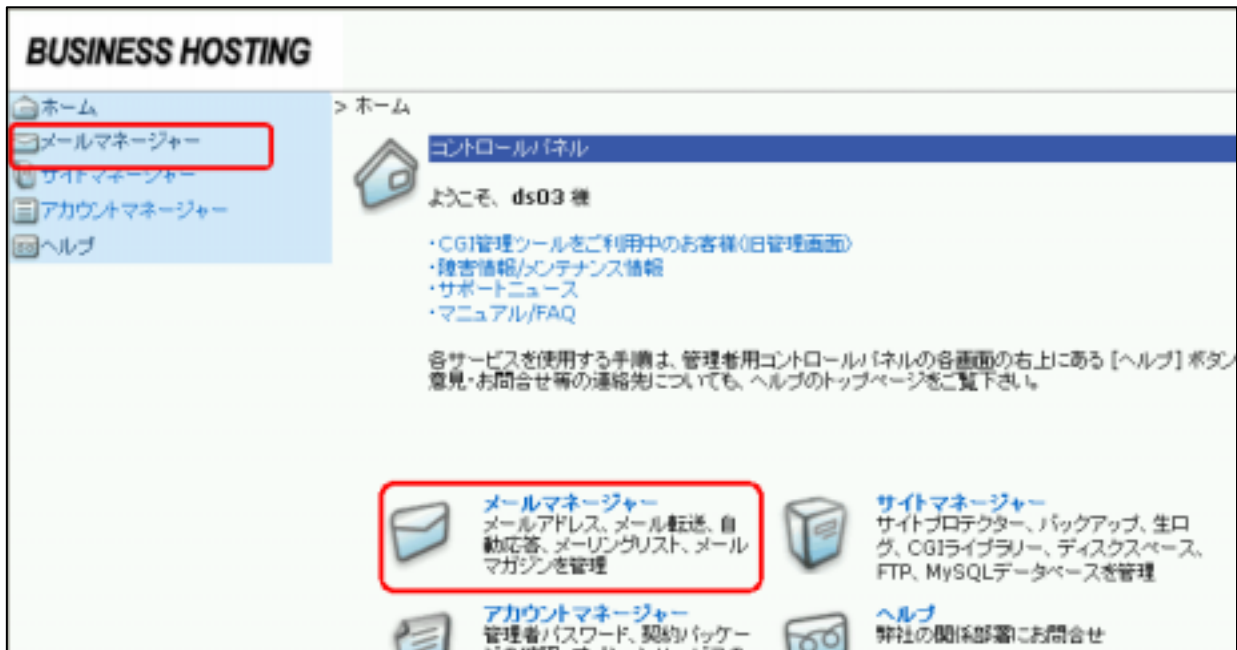 BUSINESS HOSTING
ホーム
メールマネージャー
サイトマネージャー
アカウントマネージャー
ヘルプ
> ホーム
コントロールパネル
ようこそ、ds03 様
・CGI管理ツールをご利用中のお客様(旧管理画面)
・障害情報/メンテナンス情報
・サポートニュース
・マニュアル/FAQ
各サービスを使用する手順は、管理者用コントロールパネルの各画面の右上にある [ヘルプ] ボタン
意見・お問合せ等の連絡先についても、ヘルプのトップページをご覧下さい。
メールマネージャー
メールアドレス、メール転送、自
動応答、メーリングリスト、メール
マガジンを管理
サイトマネージャー
サイトプロテクター、バックアップ、生ロ
グ、CGIライブラリー、ディスクスペース、
FTP、MySQLデータベースを管理
アカウントマネージャー
管理者パスワード、契約パッケー
ヘルプ
弊社の関係部署にお問合せ